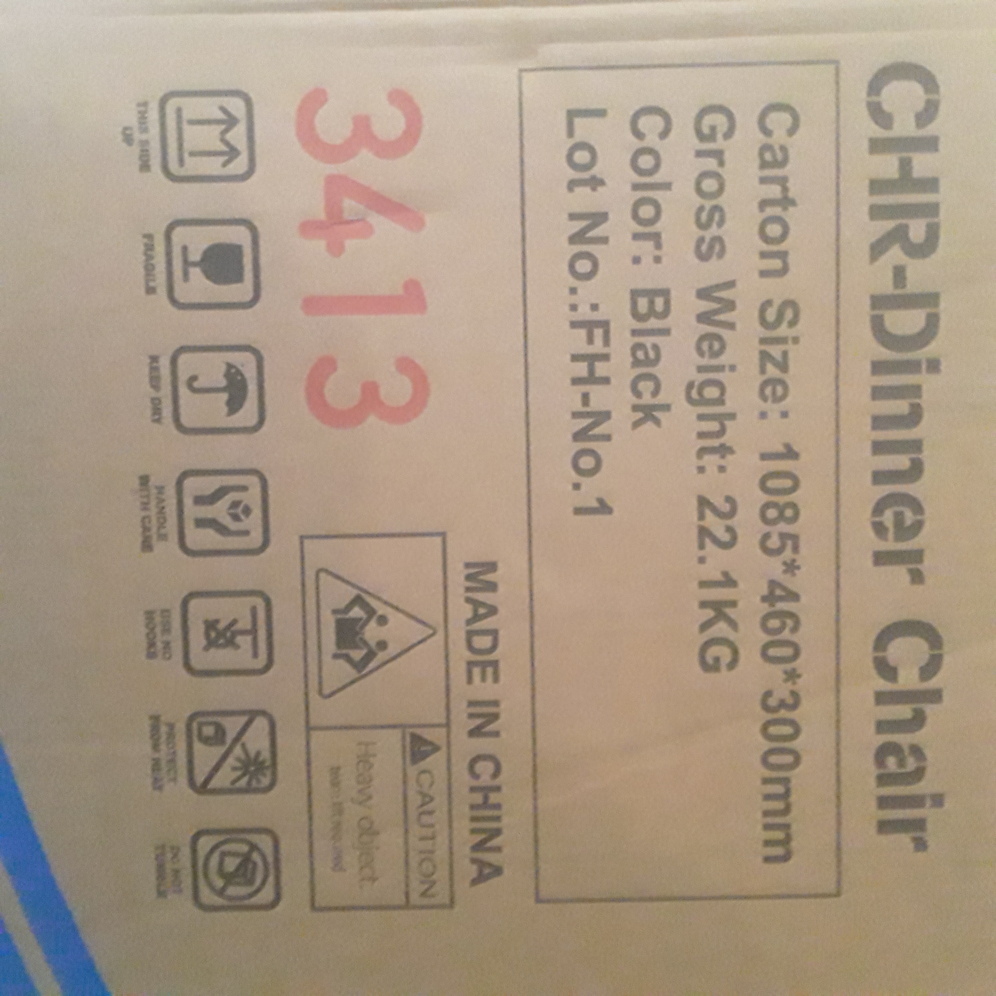 CHR-Dinner Chair
Carton Size: 1085*460*300mm
Gross Weight: 22.1KG
Color: Black
Lot No.:FH-No.1
MADE IN CHINA
3413
CAUTION
Heavy object.
THIS SIDE
UP
FRAGILE
KEEP DRY
HANDLE
WITH CARE
USE NO
HOOKS
PROTECT
FROM HEAT
DO NOT
TUMBLE